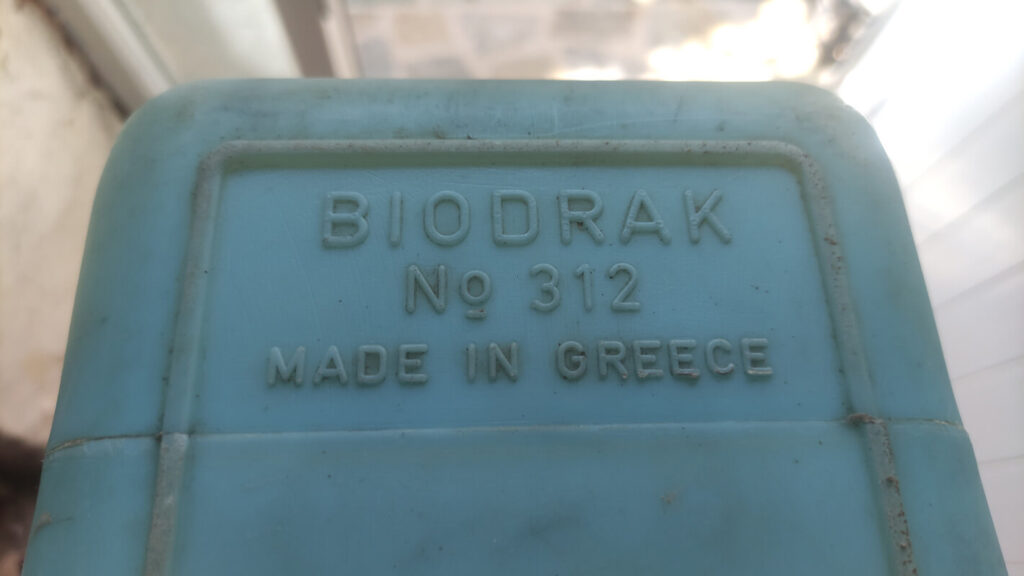 BIODRAK
Nº 312
MADE IN GREECE